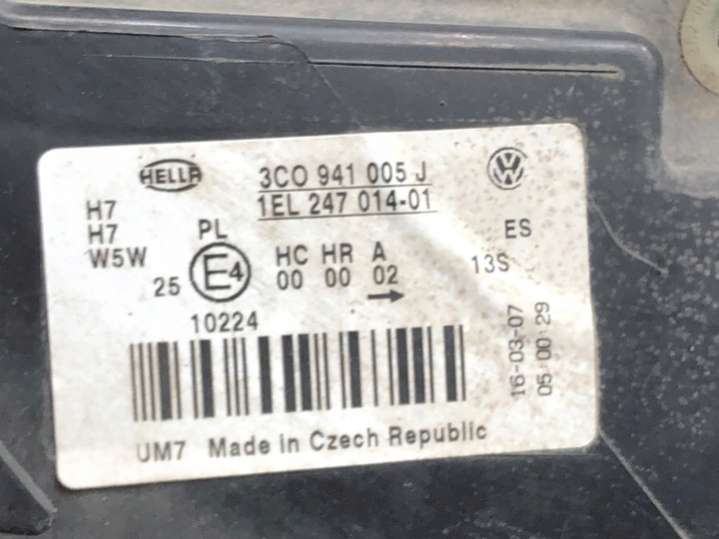 HELLA
3C0 941 005 J
1EL 247 014-01
H7
H7
W5W
PL
ES
HC HR A
25 E4 00 00 02
13S
10224
16-03-07
05 00 29
UM7 Made in Czech Republic